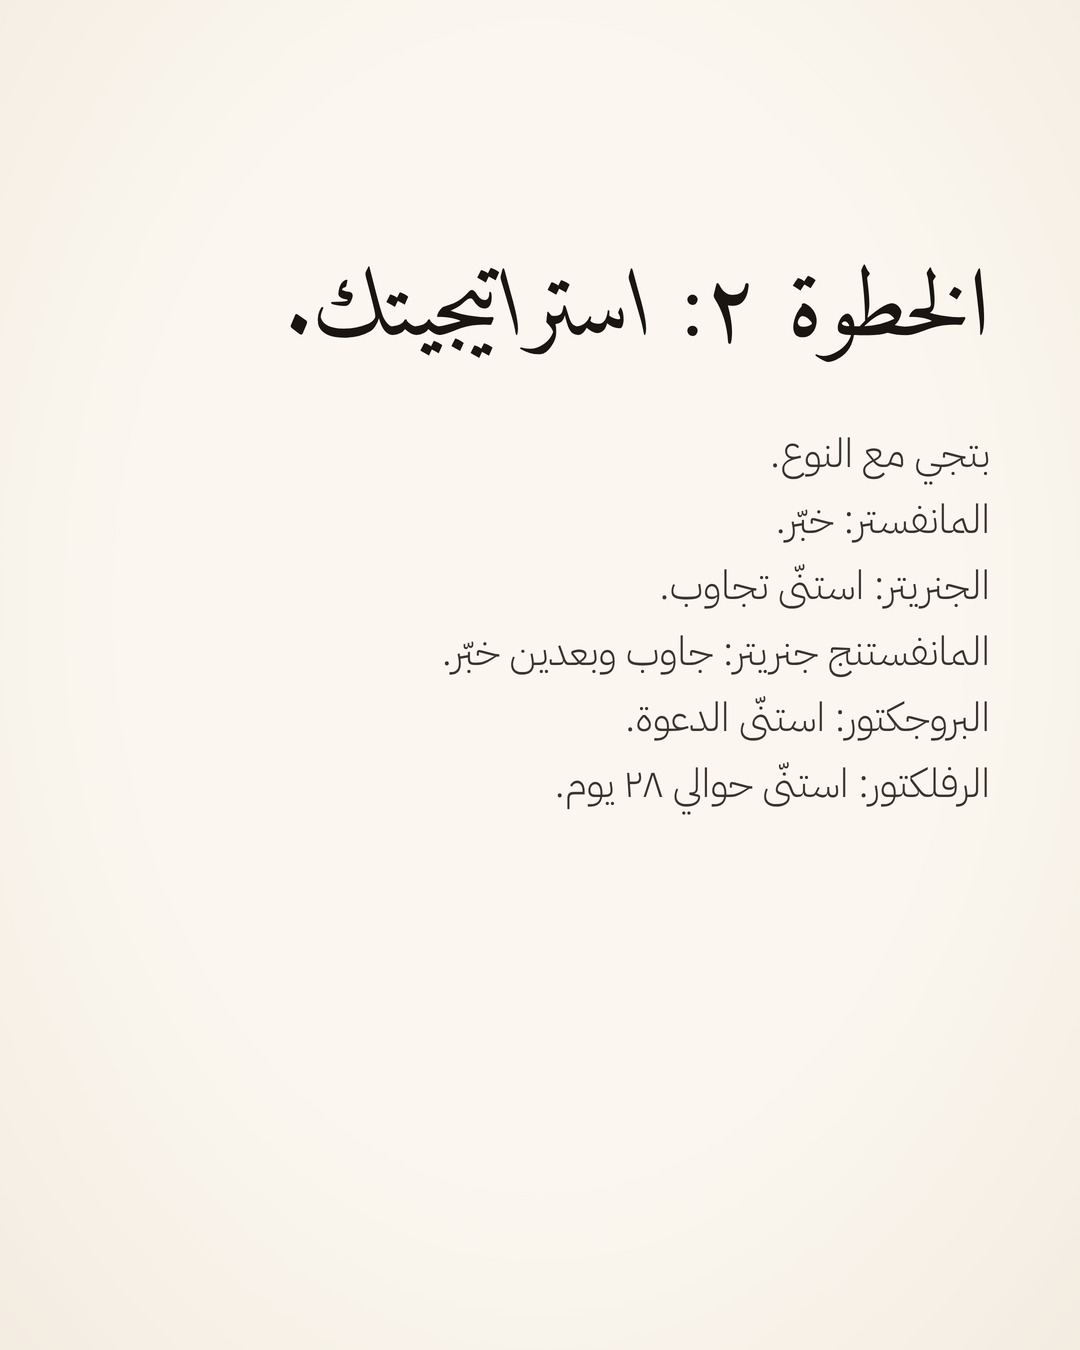 الخطوة ٢: استراتيجيتك.
بتجي مع النوع.
المانفستر: خبّر.
الجنريتر: استنّى تجاوب.
المانفستنج جنريتر: جاوب وبعدين خبّر.
البروجكتور: استنّى الدعوة.
الرفلكتور: استنّى حوالي ٢٨ يوم.